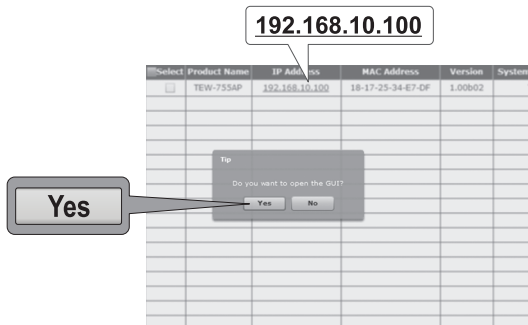 192.168.10.100
Select Product Name IP Address MAC Address Version System
TEW-755AP 192.168.10.100 18-17-25-34-E7-DF 1.00b02
Tip
Do you want to open the GUI?
Yes No
Yes